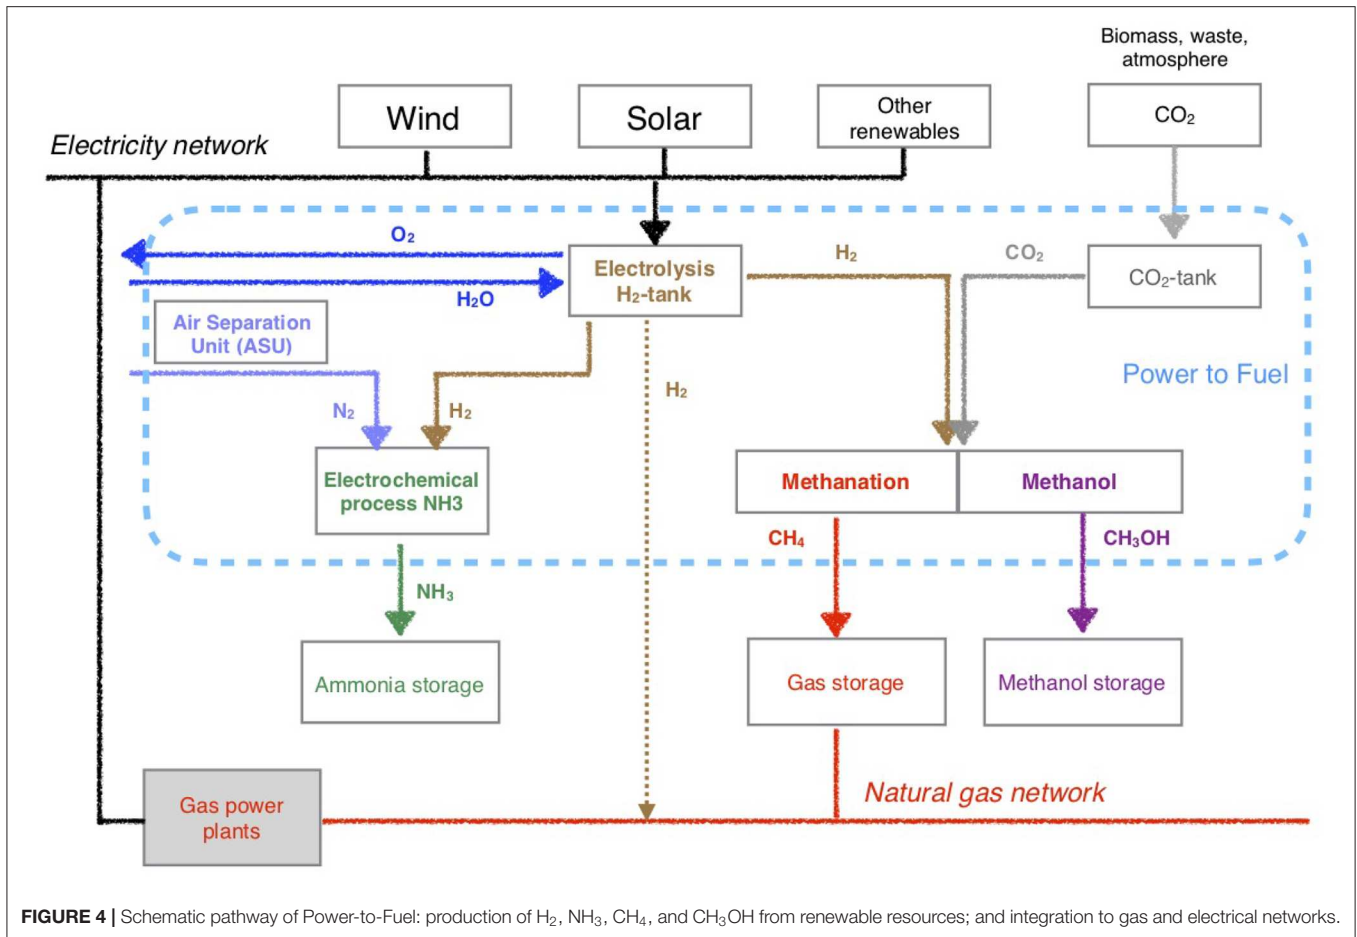 Biomass, waste,
atmosphere
Wind
Solar
Other
renewables
CO₂
Electricity network
O₂
H₂O
Electrolysis
H₂-tank
H₂
CO₂
CO₂-tank
Air Separation
Unit (ASU)
Power to Fuel
N₂
H₂
H₂
Electrochemical
process NH3
Methanation
Methanol
CH₄
CH₃OH
NH₃
Ammonia storage
Gas storage
Methanol storage
Gas power
plants
Natural gas network
FIGURE 4 | Schematic pathway of Power-to-Fuel: production of H₂, NH₃, CH₄, and CH₃OH from renewable resources; and integration to gas and electrical networks.